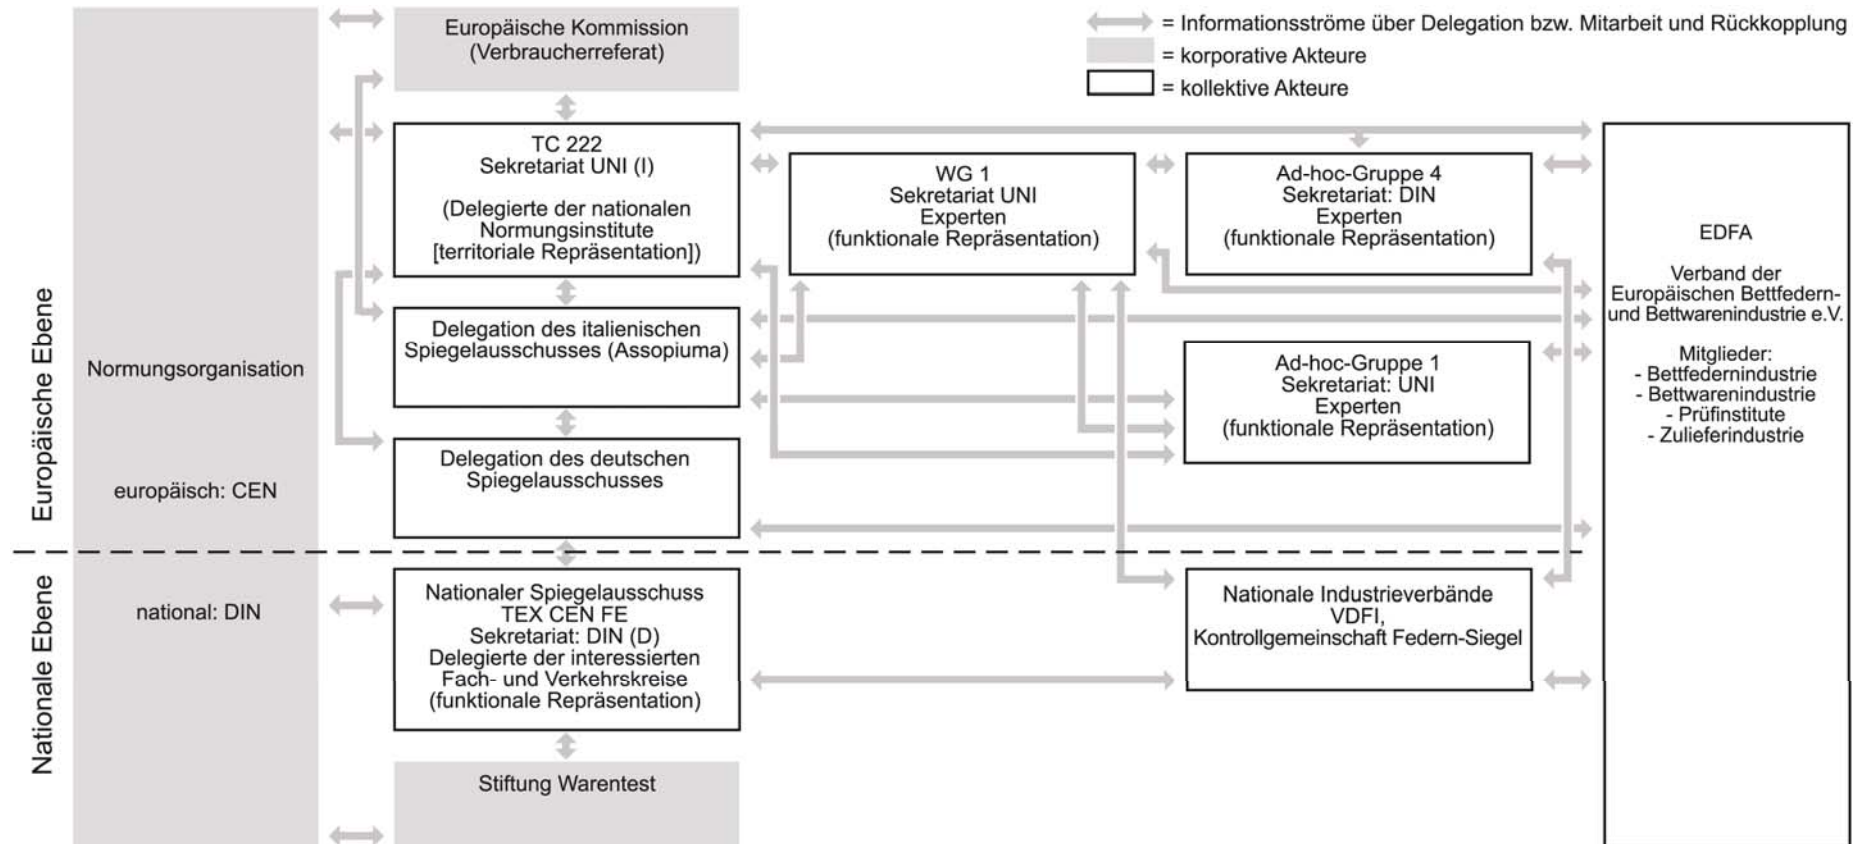 Europäische Kommission
(Verbraucherreferat)
= Informationsströme über Delegation bzw. Mitarbeit und Rückkopplung
= korporative Akteure
= kollektive Akteure
Europäische Ebene
Nationale Ebene
Normungsorganisation
europäisch: CEN
national: DIN
TC 222
Sekretariat UNI (I)
(Delegierte der nationalen
Normungsinstitute
[territoriale Repräsentation])
WG 1
Sekretariat UNI
Experten
(funktionale Repräsentation)
Ad-hoc-Gruppe 4
Sekretariat: DIN
Experten
(funktionale Repräsentation)
EDFA
Verband der
Europäischen Bettfedern-
und Bettwarenindustrie e.V.
Mitglieder:
- Bettfedernindustrie
- Bettwarenindustrie
- Prüfinstitute
- Zulieferindustrie
Delegation des italienischen
Spiegelausschusses (Assopiuma)
Ad-hoc-Gruppe 1
Sekretariat: UNI
Experten
(funktionale Repräsentation)
Delegation des deutschen
Spiegelausschusses
Nationaler Spiegelausschuss
TEX CEN FE
Sekretariat: DIN (D)
Delegierte der interessierten
Fach- und Verkehrskreise
(funktionale Repräsentation)
Nationale Industrieverbände
VDFI,
Kontrollgemeinschaft Federn-Siegel
Stiftung Warentest